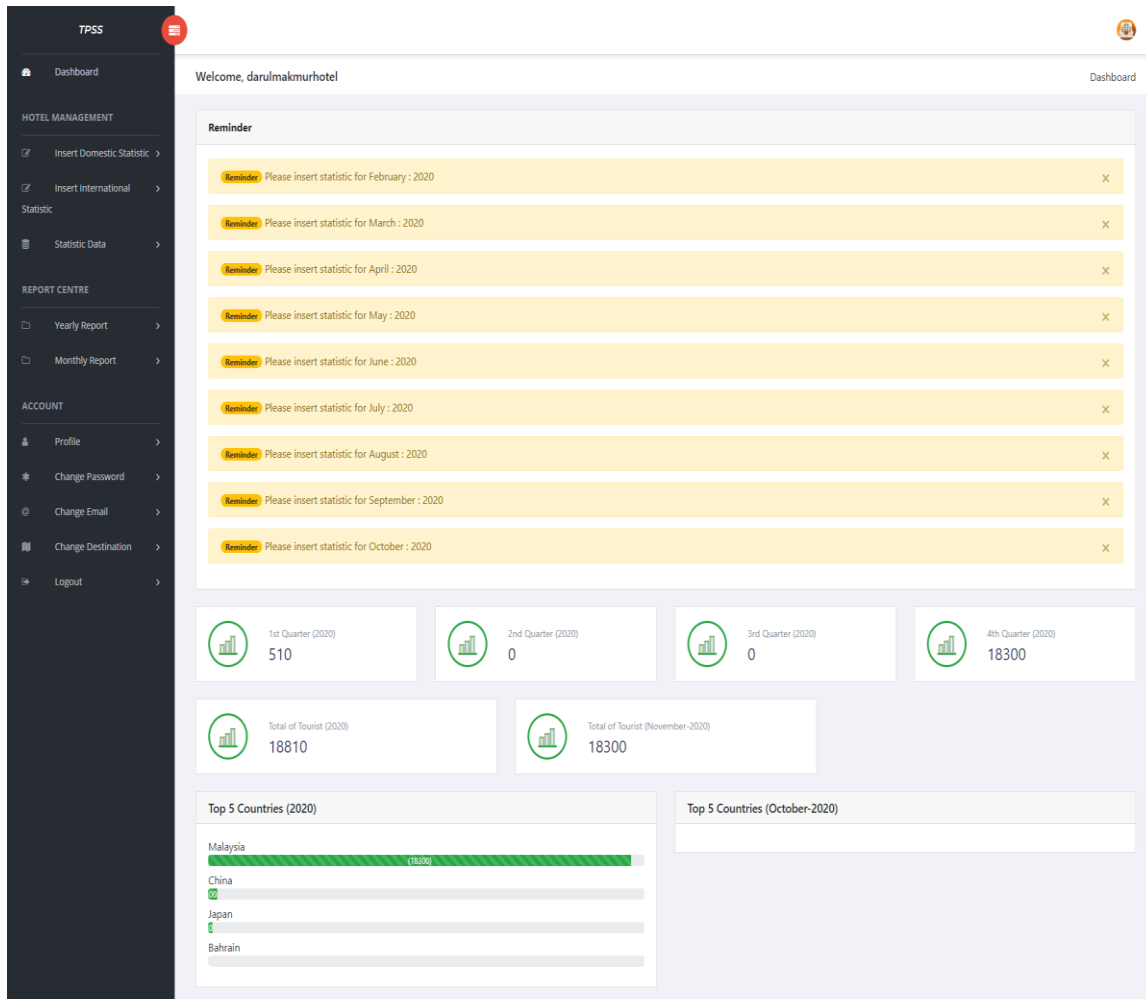 TPSS
Dashboard
HOTEL MANAGEMENT
Insert Domestic Statistic
Insert International
Statistic
Statistic Data
REPORT CENTRE
Yearly Report
Monthly Report
ACCOUNT
Profile
Change Password
Change Email
Change Destination
Logout
Welcome, darulmakmurhotel
Dashboard
Reminder
Reminder Please insert statistic for February : 2020 x
Reminder Please insert statistic for March : 2020 x
Reminder Please insert statistic for April : 2020 x
Reminder Please insert statistic for May : 2020 x
Reminder Please insert statistic for June : 2020 x
Reminder Please insert statistic for July : 2020 x
Reminder Please insert statistic for August : 2020 x
Reminder Please insert statistic for September : 2020 x
Reminder Please insert statistic for October : 2020 x
1st Quarter (2020)
510
2nd Quarter (2020)
0
3rd Quarter (2020)
0
4th Quarter (2020)
18300
Total of Tourist (2020)
18810
Total of Tourist (November-2020)
18300
Top 5 Countries (2020)
Malaysia
(18300)
China
Japan
Bahrain
Top 5 Countries (October-2020)